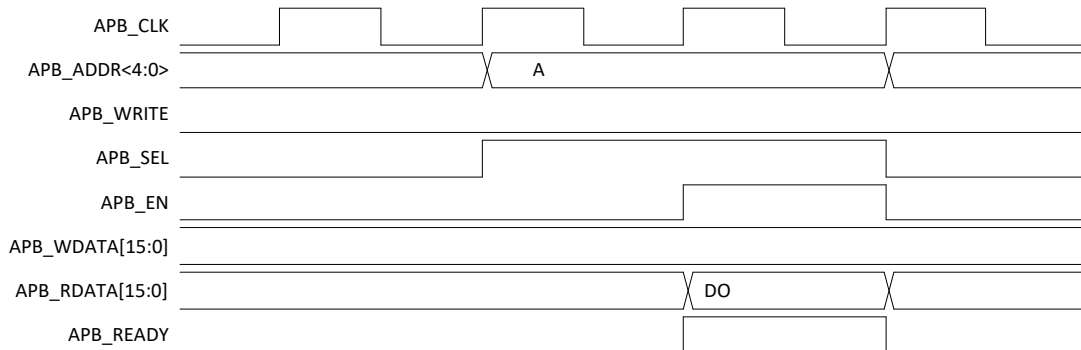 APB_CLK
APB_ADDR<4:0>
A
APB_WRITE
APB_SEL
APB_EN
APB_WDATA[15:0]
APB_RDATA[15:0]
DO
APB_READY